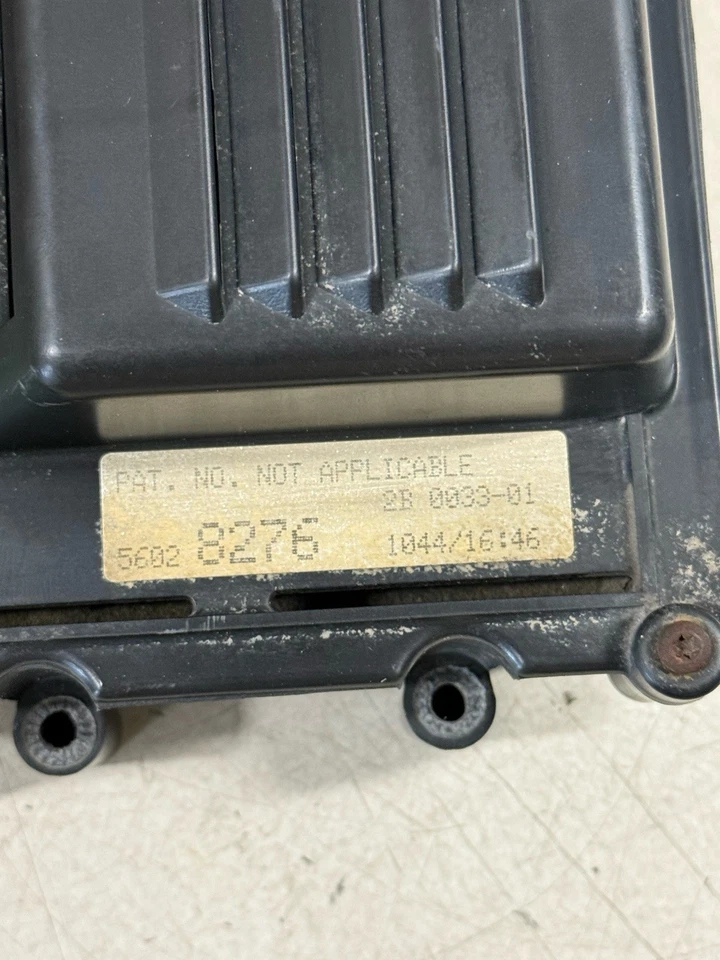 PAT. NO. NOT APPLICABLE
2B 0033-01
5602 8276 1044/16:46